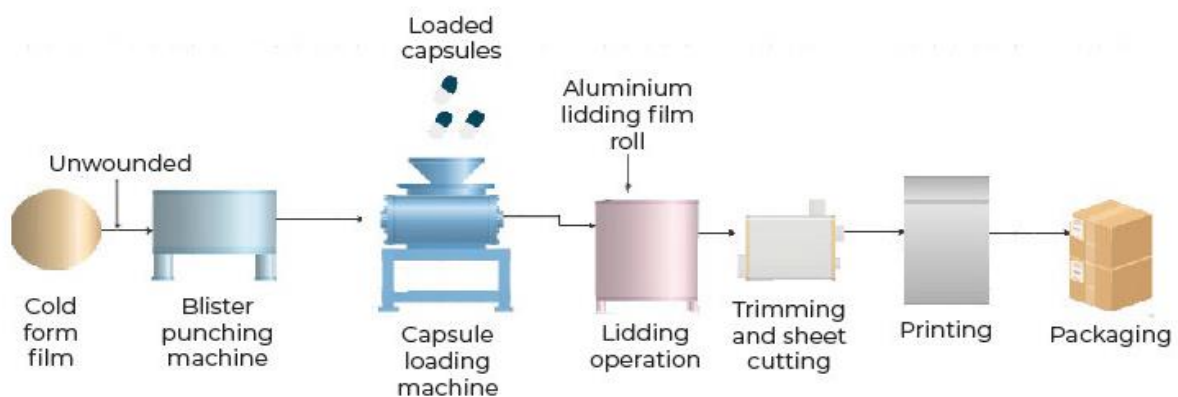 Loaded
capsules
Aluminium
lidding film
roll
Unwounded
Cold
form
film
Blister
punching
machine
Capsule
loading
machine
Lidding
operation
Trimming
and sheet
cutting
Printing
Packaging